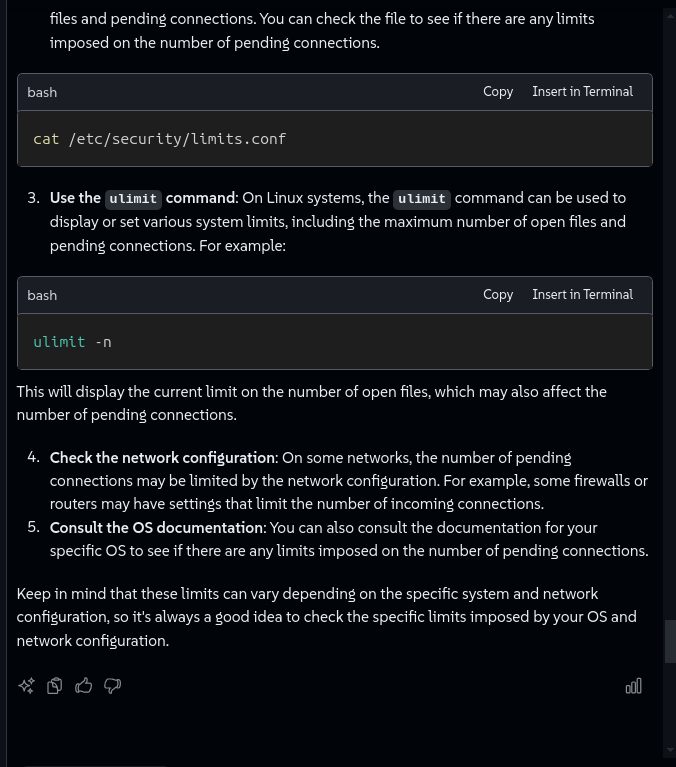 files and pending connections. You can check the file to see if there are any limits
imposed on the number of pending connections.
bash Copy Insert in Terminal
cat /etc/security/limits.conf
3. Use the ulimit command: On Linux systems, the ulimit command can be used to
display or set various system limits, including the maximum number of open files and
pending connections. For example:
bash Copy Insert in Terminal
ulimit -n
This will display the current limit on the number of open files, which may also affect the
number of pending connections.
4. Check the network configuration: On some networks, the number of pending
connections may be limited by the network configuration. For example, some firewalls or
routers may have settings that limit the number of incoming connections.
5. Consult the OS documentation: You can also consult the documentation for your
specific OS to see if there are any limits imposed on the number of pending connections.
Keep in mind that these limits can vary depending on the specific system and network
configuration, so it's always a good idea to check the specific limits imposed by your OS and
network configuration.